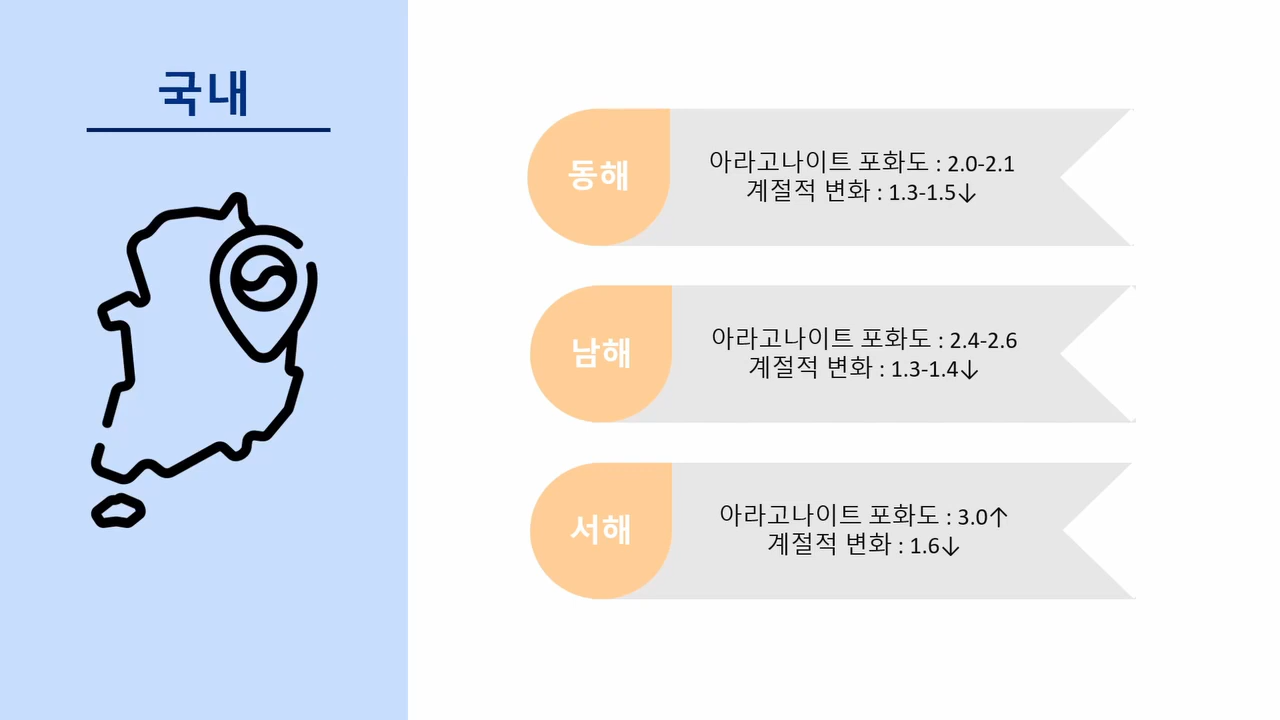 국내
동해
아라고나이트 포화도 : 2.0-2.1
계절적 변화 : 1.3-1.5↓
남해
아라고나이트 포화도 : 2.4-2.6
계절적 변화 : 1.3-1.4↓
서해
아라고나이트 포화도 : 3.0↑
계절적 변화 : 1.6↓